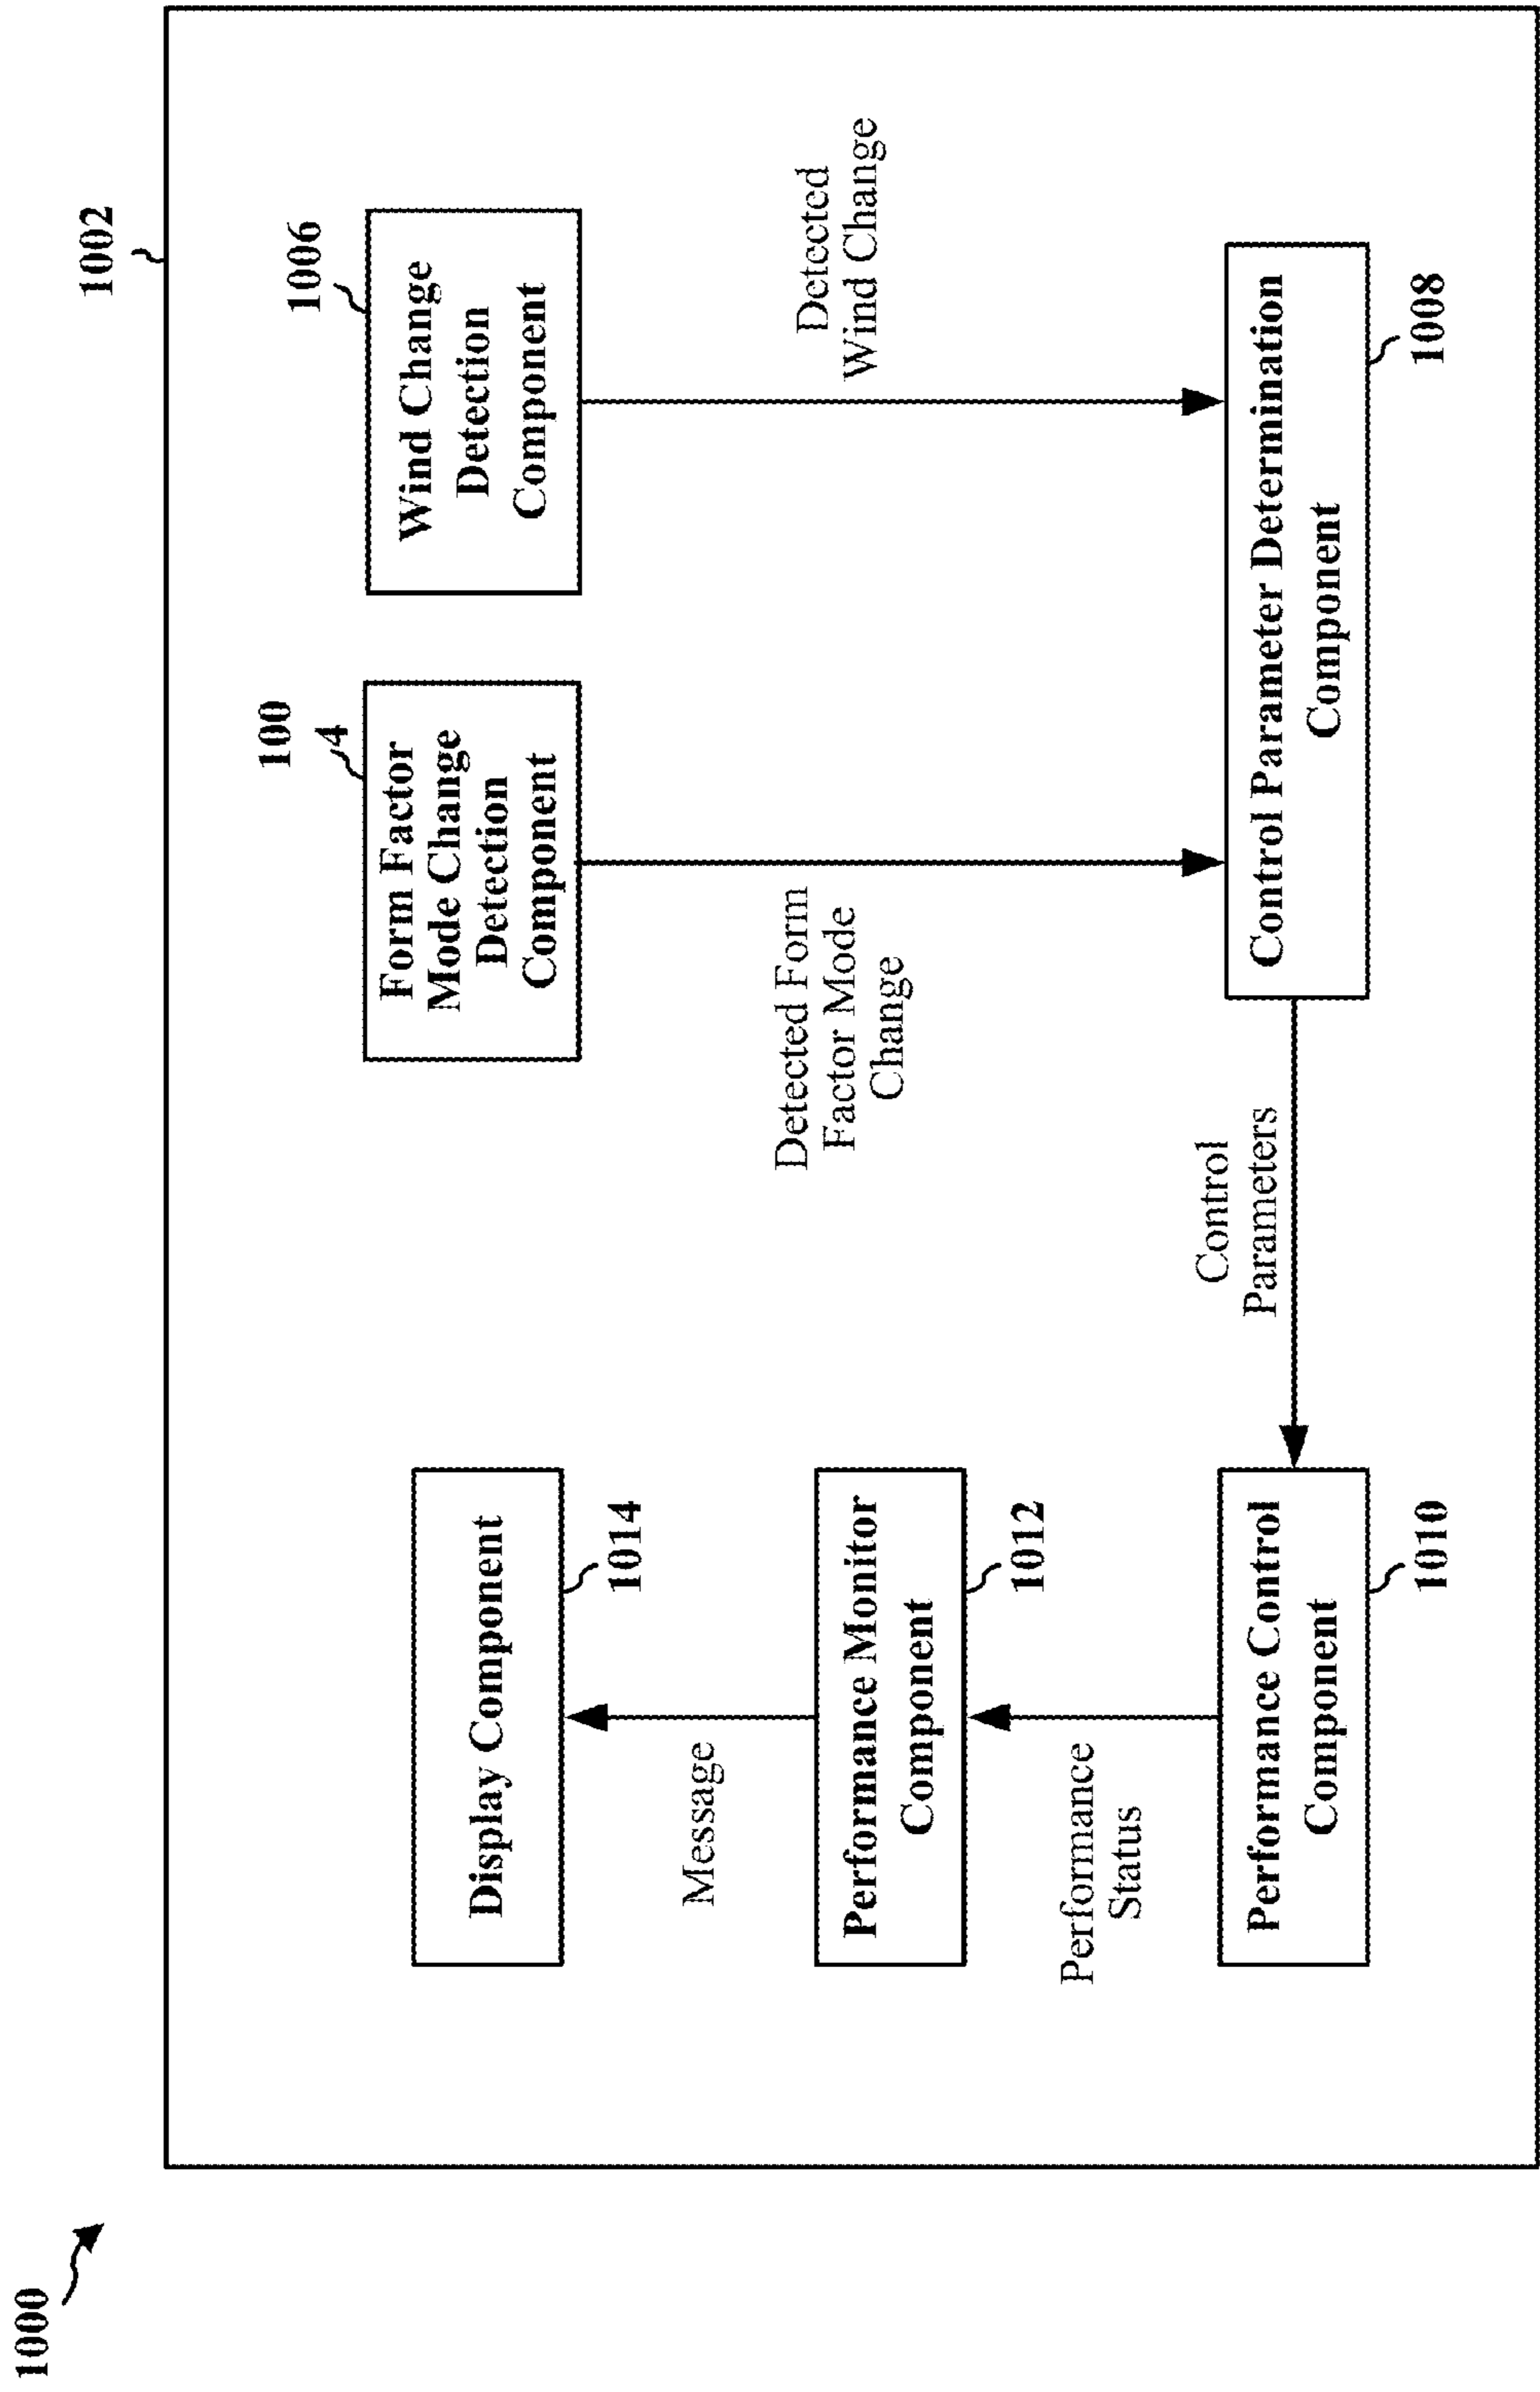 1000
1002
100
4
1006
Display Component
Form Factor
Mode Change
Detection
Component
Wind Change
Detection
Component
1014
Message
Detected Form
Factor Mode
Change
Detected
Wind Change
Performance Monitor
Component
1012
Performance
Status
Control
Parameters
Performance Control
Component
Control Parameter Determination
Component
1010
1008